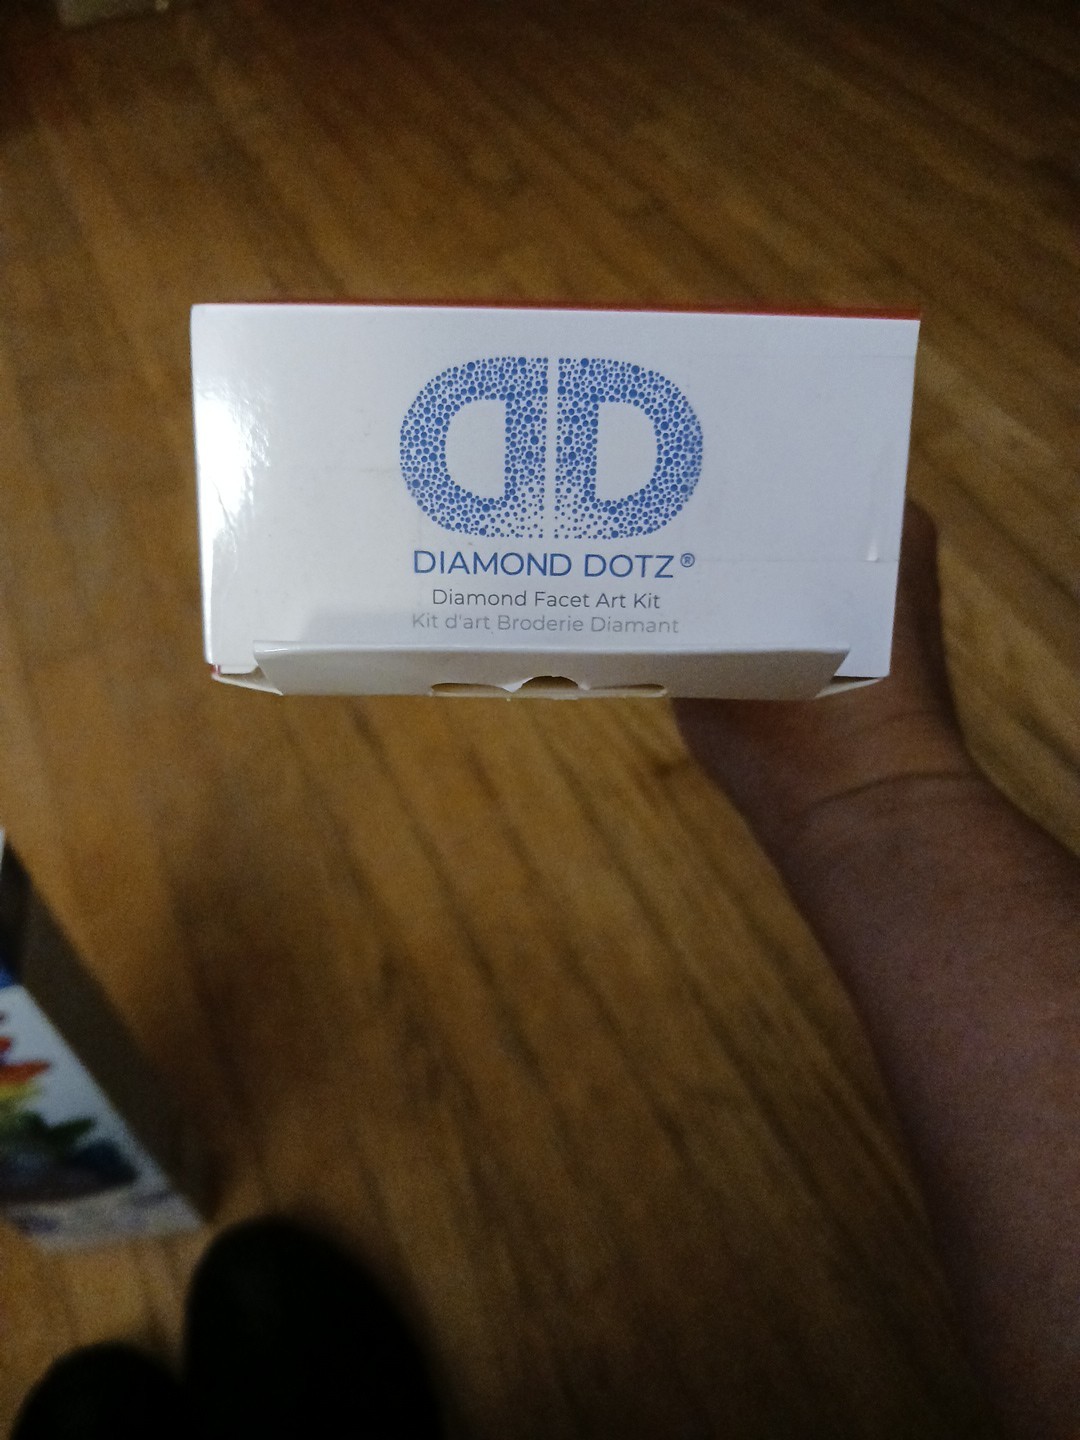 DIAMOND DOTZ®
Diamond Facet Art Kit
Kit d'art Broderie Diamant